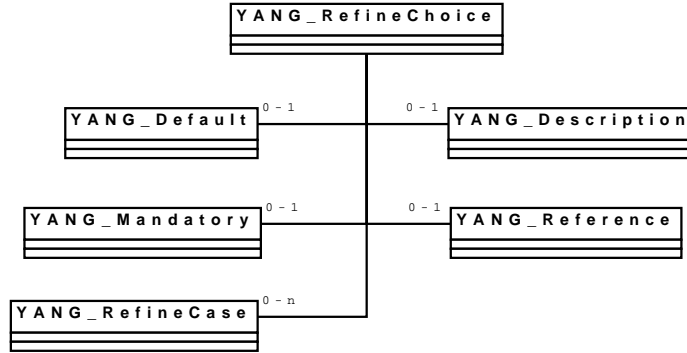 YANG_RefineChoice
0-1 0-1
YANG_Default YANG_Description
0-1 0-1
YANG_Mandatory YANG_Reference
0-n
YANG_RefineCase